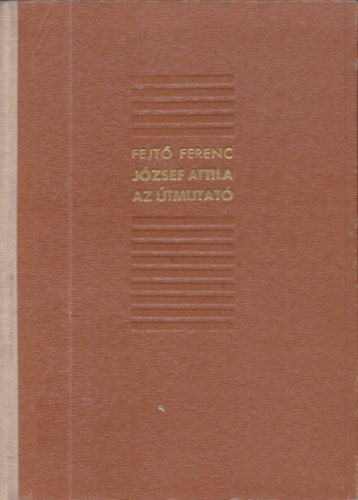 FEJTŐ FERENC
JÓZSEF ATTILA
AZ ÚTMUTATÓ